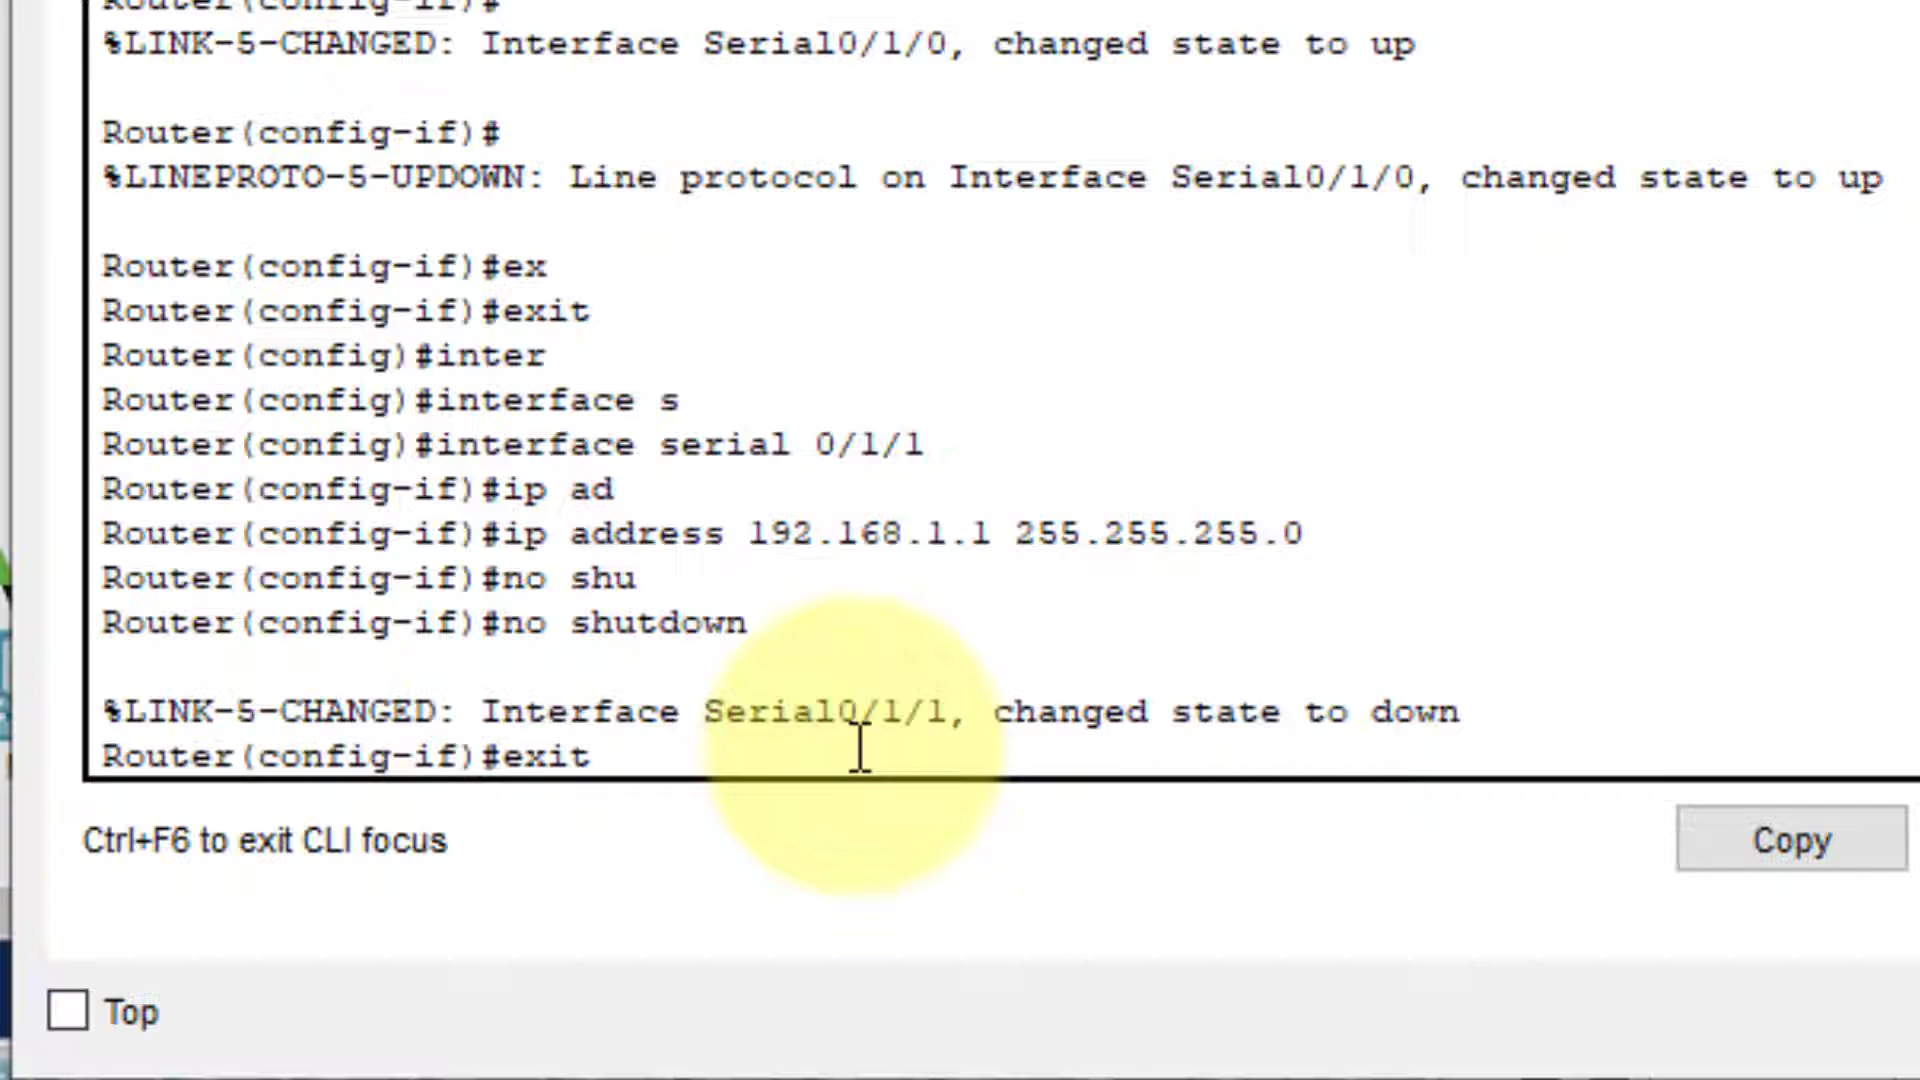 Router(config-if)#
%LINK-5-CHANGED: Interface Serial0/1/0, changed state to up
Router(config-if)#
%LINEPROTO-5-UPDOWN: Line protocol on Interface Serial0/1/0, changed state to up
Router(config-if)#ex
Router(config-if)#exit
Router(config)#inter
Router(config)#interface s
Router(config)#interface serial 0/1/1
Router(config-if)#ip ad
Router(config-if)#ip address 192.168.1.1 255.255.255.0
Router(config-if)#no shu
Router(config-if)#no shutdown
%LINK-5-CHANGED: Interface Serial0/1/1, changed state to down
Router(config-if)#exit
Ctrl+F6 to exit CLI focus
Copy
Top